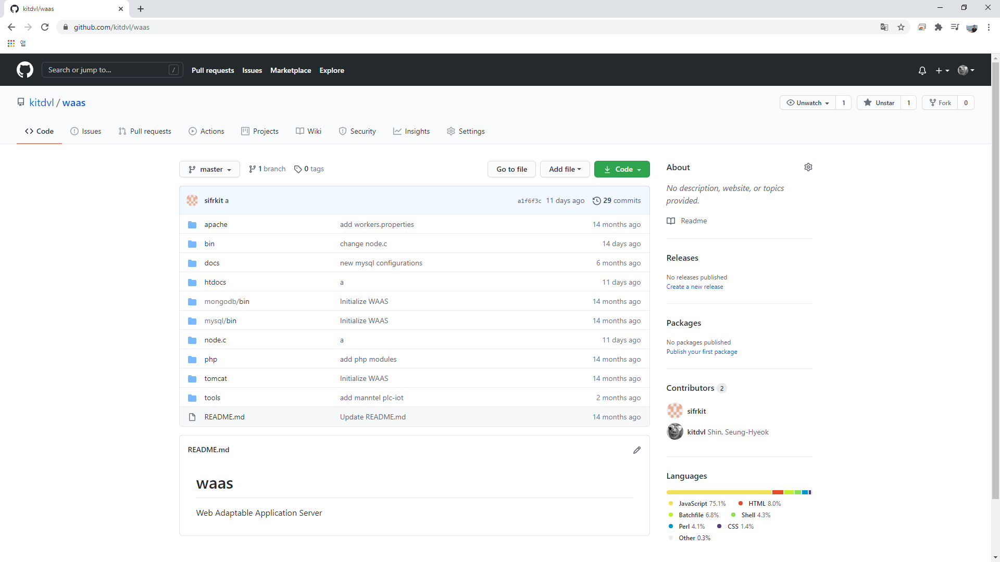 kitdvl/waas
github.com/kitdvl/waas
앱
Search or jump to... /
Pull requests Issues Marketplace Explore
kitdvl / waas
Unwatch 1 Unstar 1 Fork 0
Code Issues Pull requests Actions Projects Wiki Security Insights Settings
master 1 branch 0 tags Go to file Add file Code
sifrkit a a1f6f3c 11 days ago 29 commits
apache add workers.properties 14 months ago
bin change node.c 14 days ago
docs new mysql configurations 6 months ago
htdocs a 11 days ago
mongodb/bin Initialize WAAS 14 months ago
mysql/bin Initialize WAAS 14 months ago
node.c a 11 days ago
php add php modules 14 months ago
tomcat Initialize WAAS 14 months ago
tools add manntel plc-iot 2 months ago
README.md Update README.md 14 months ago
README.md
waas
Web Adaptable Application Server
About
No description, website, or topics
provided.
Readme
Releases
No releases published
Create a new release
Packages
No packages published
Publish your first package
Contributors 2
sifrkit
kitdvl Shin, Seung-Hyeok
Languages
JavaScript 75.1% HTML 8.0%
Batchfile 6.8% Shell 4.3%
Perl 4.1% CSS 1.4%
Other 0.3%